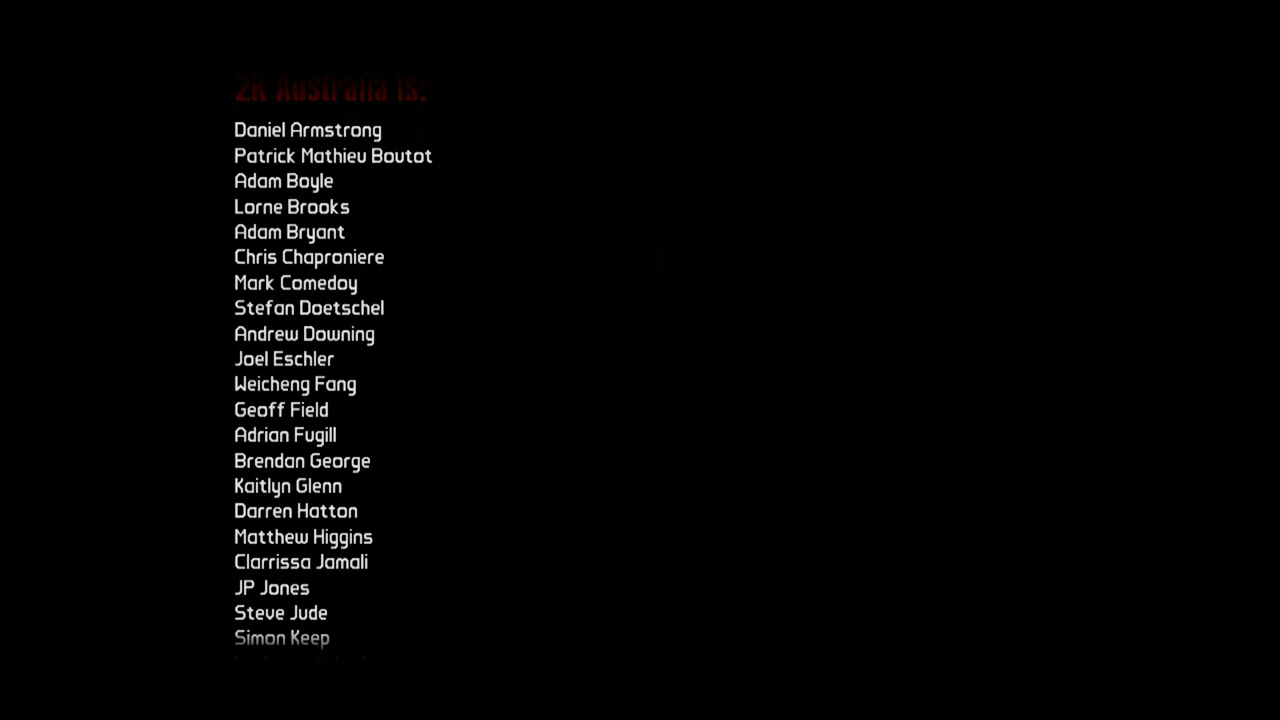 2K Australia is:
Daniel Armstrong
Patrick Mathieu Boutot
Adam Boyle
Lorne Brooks
Adam Bryant
Chris Chaproniere
Mark Comedoy
Stefan Doetschel
Andrew Downing
Joel Eschler
Weicheng Fang
Geoff Field
Adrian Fugill
Brendan George
Kaitlyn Glenn
Darren Hatton
Matthew Higgins
Clarrissa Jamali
JP Jones
Steve Jude
Simon Keep